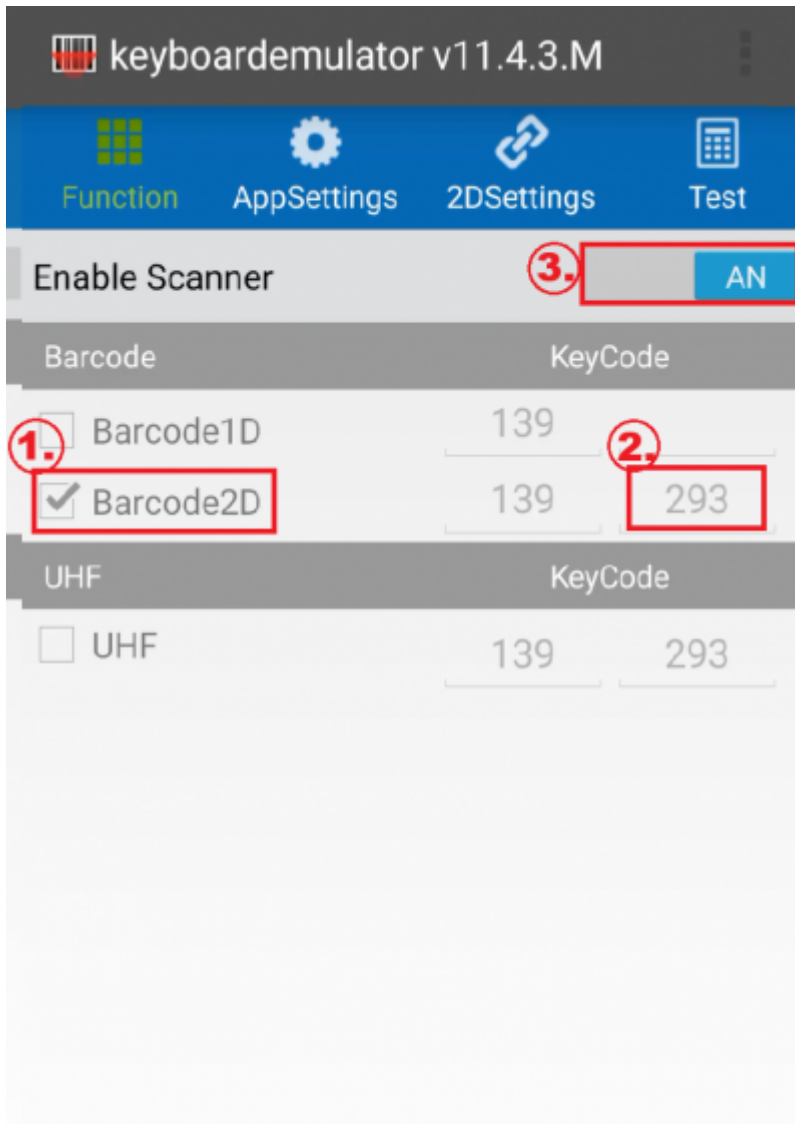 keyboardemulator v11.4.3.M
Function AppSettings 2DSettings Test
Enable Scanner 3. AN
Barcode KeyCode
Barcode1D 139
1. 2.
Barcode2D 139 293
UHF KeyCode
UHF 139 293